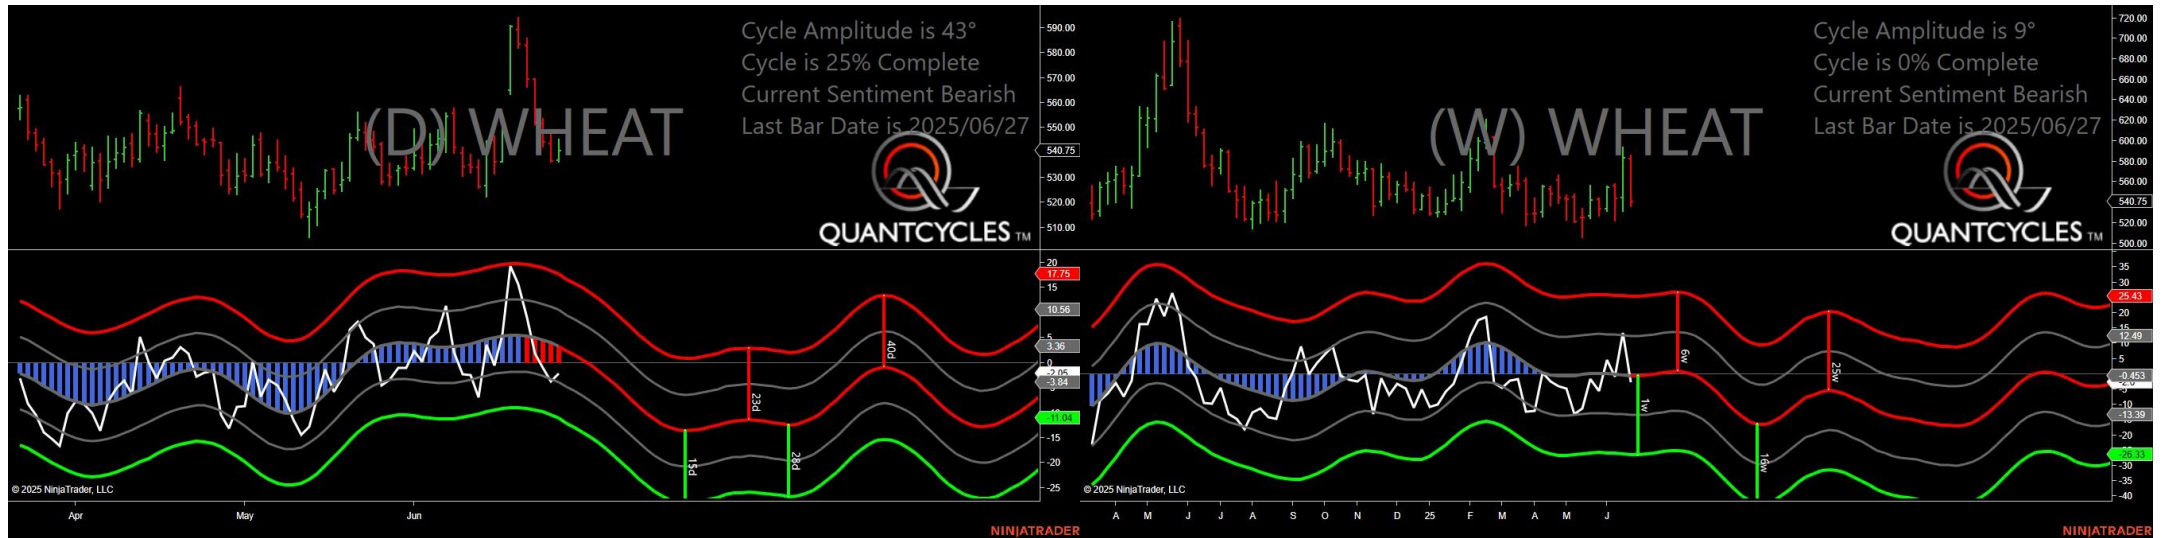 Cycle Amplitude is 43°
Cycle is 25% Complete
Current Sentiment Bearish
Last Bar Date is 2025/06/27
(D) WHEAT
QUANTCYCLES TM
590.00
580.00
570.00
560.00
550.00
540.75
530.00
520.00
510.00
20
17.75
15
10.56
5
3.36
0
-2.05
-3.84
-11.04
-15
-20
-25
15d
23d
28d
40d
© 2025 NinjaTrader, LLC
Apr May Jun
NINJATRADER
Cycle Amplitude is 9°
Cycle is 0% Complete
Current Sentiment Bearish
Last Bar Date is 2025/06/27
(W) WHEAT
QUANTCYCLES TM
720.00
700.00
680.00
660.00
640.00
620.00
600.00
580.00
560.00
540.75
520.00
500.00
35
25.43
20
15
12.49
5
-0.453
-10
-13.39
-20
-26.33
-30
-35
-40
1w
6w
16w
25w
© 2025 NinjaTrader, LLC
A M J J A S O N D 25 F M A M J
NINJATRADER